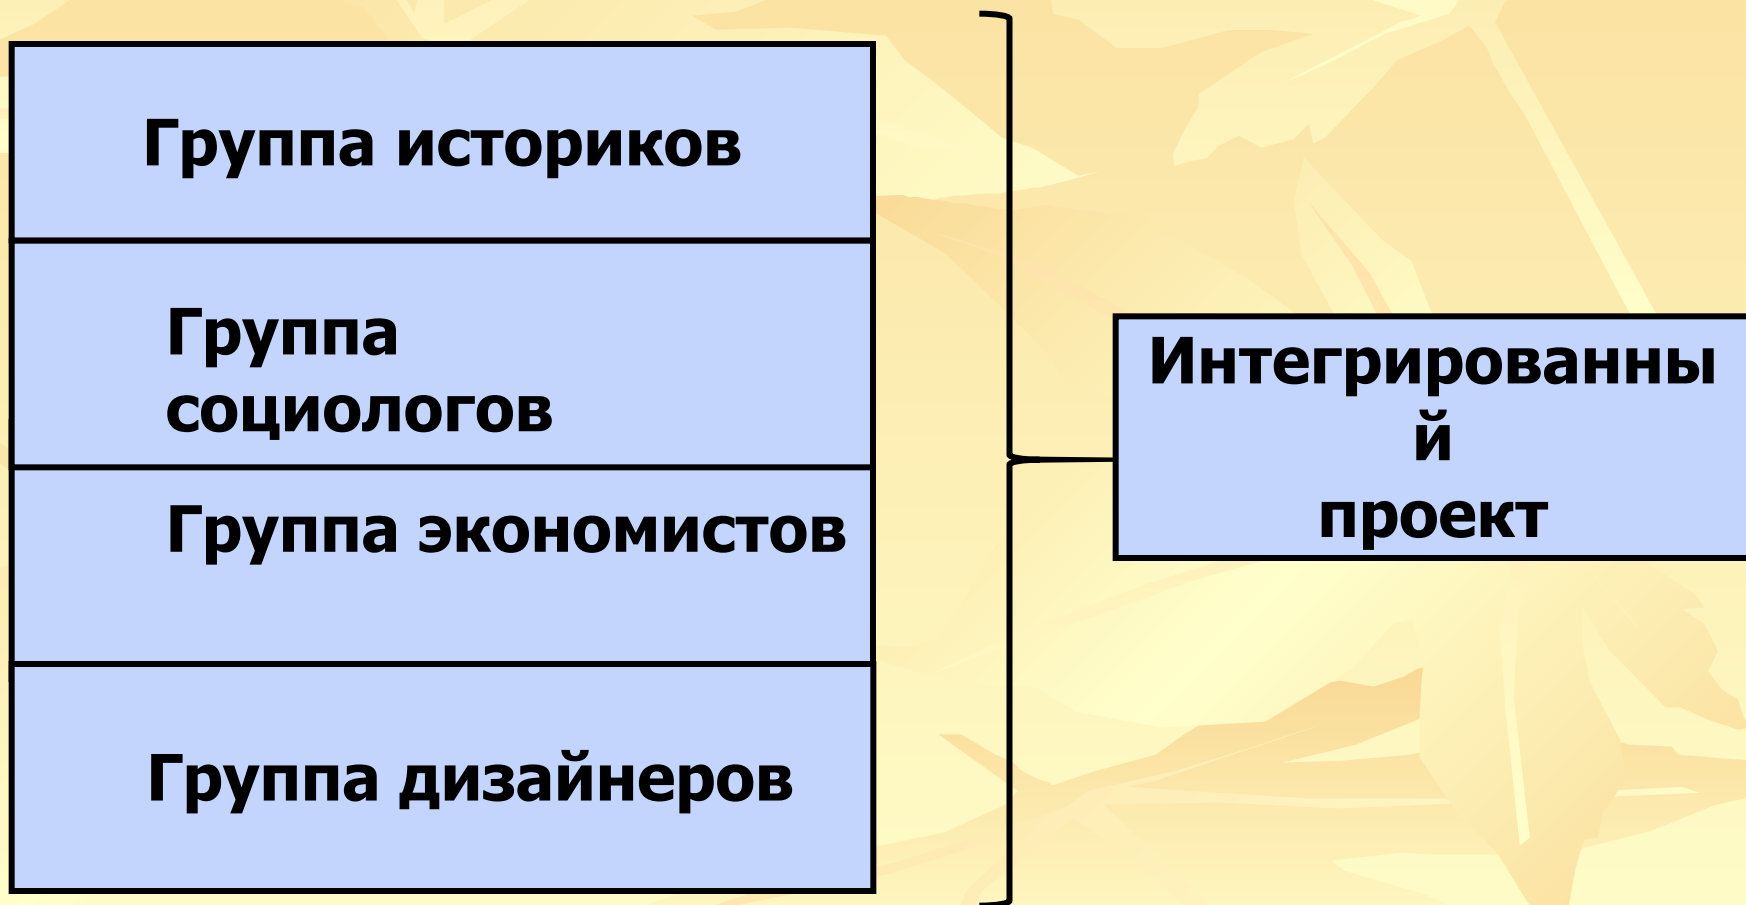 Группа историков
Группа
социологов
Группа экономистов
Группа дизайнеров
Интегрированны
й
проект